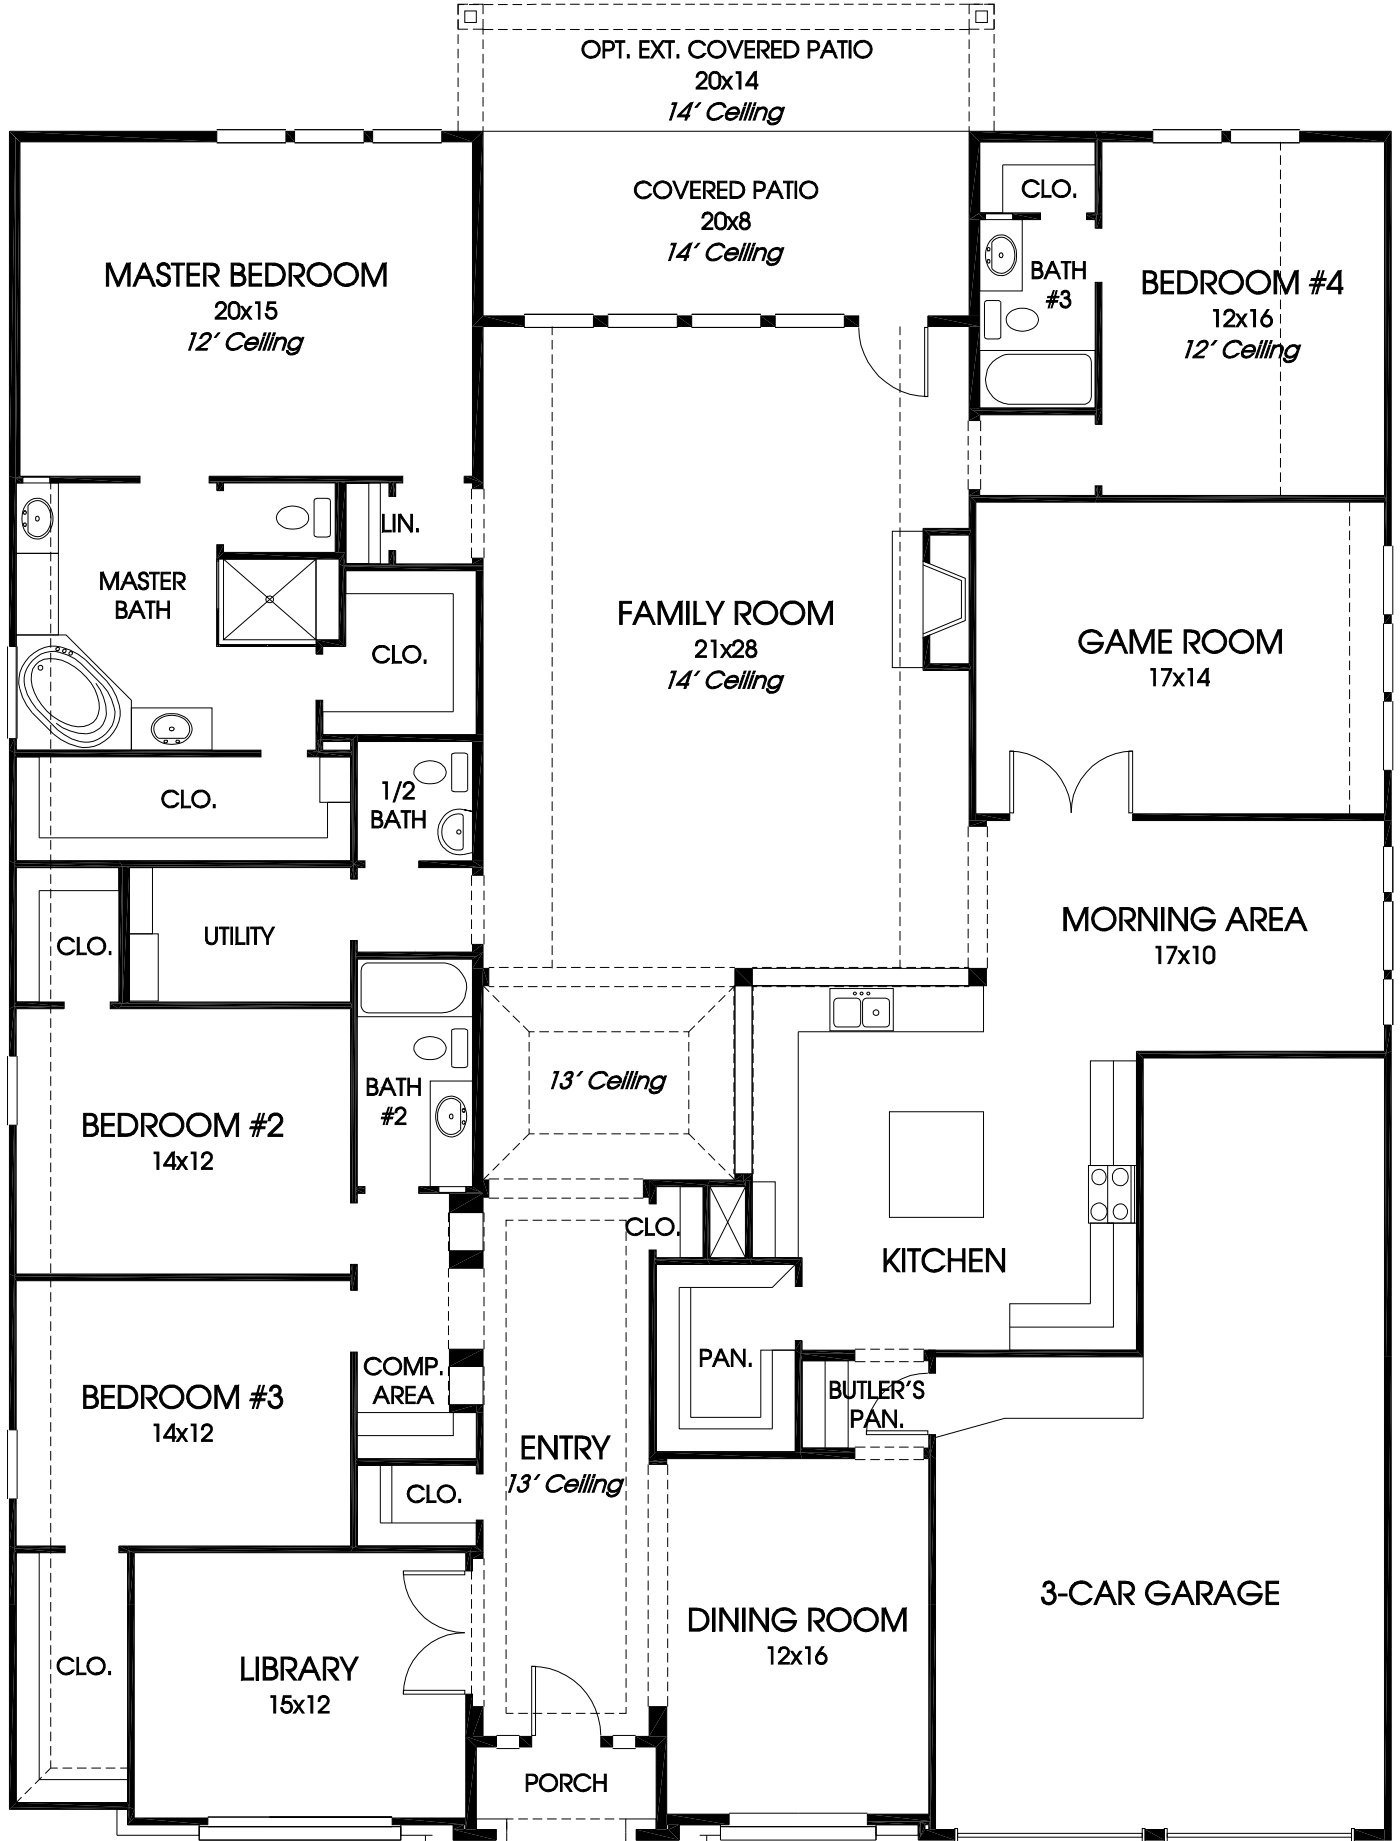 OPT. EXT. COVERED PATIO
20x14
14' Ceiling
COVERED PATIO
20x8
14' Ceiling
MASTER BEDROOM
20x15
12' Ceiling
CLO.
BATH
#3
BEDROOM #4
12x16
12' Ceiling
LIN.
MASTER
BATH
CLO.
FAMILY ROOM
21x28
14' Ceiling
GAME ROOM
17x14
CLO.
1/2
BATH
CLO.
UTILITY
MORNING AREA
17x10
BEDROOM #2
14x12
BATH
#2
13' Ceiling
CLO.
KITCHEN
BEDROOM #3
14x12
COMP.
AREA
PAN.
BUTLER'S
PAN.
ENTRY
13' Ceiling
CLO.
CLO.
LIBRARY
15x12
DINING ROOM
12x16
3-CAR GARAGE
PORCH